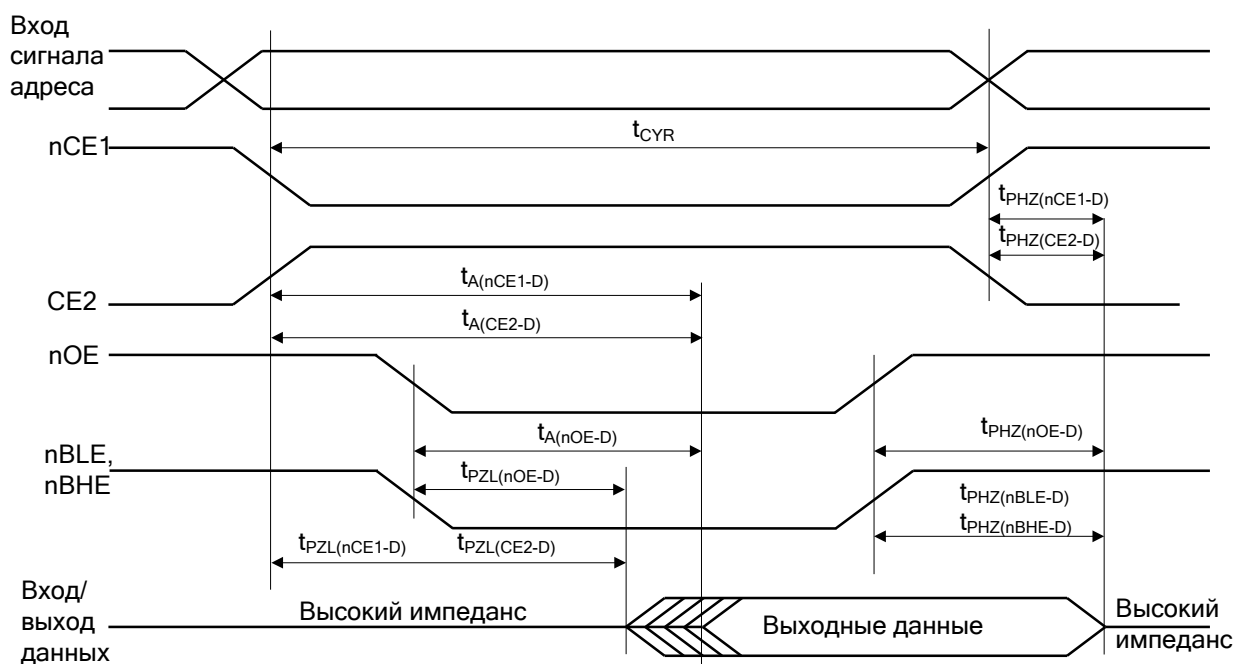 Вход
сигнала
адреса
nCE1
tCYR
tPHZ(nCE1-D)
tPHZ(CE2-D)
CE2
tA(nCE1-D)
tA(CE2-D)
nOE
tA(nOE-D)
tPHZ(nOE-D)
nBLE,
nBHE
tPZL(nOE-D)
tPHZ(nBLE-D)
tPHZ(nBHE-D)
tPZL(nCE1-D) tPZL(CE2-D)
Вход/
выход
данных
Высокий импеданс
Выходные данные
Высокий
импеданс